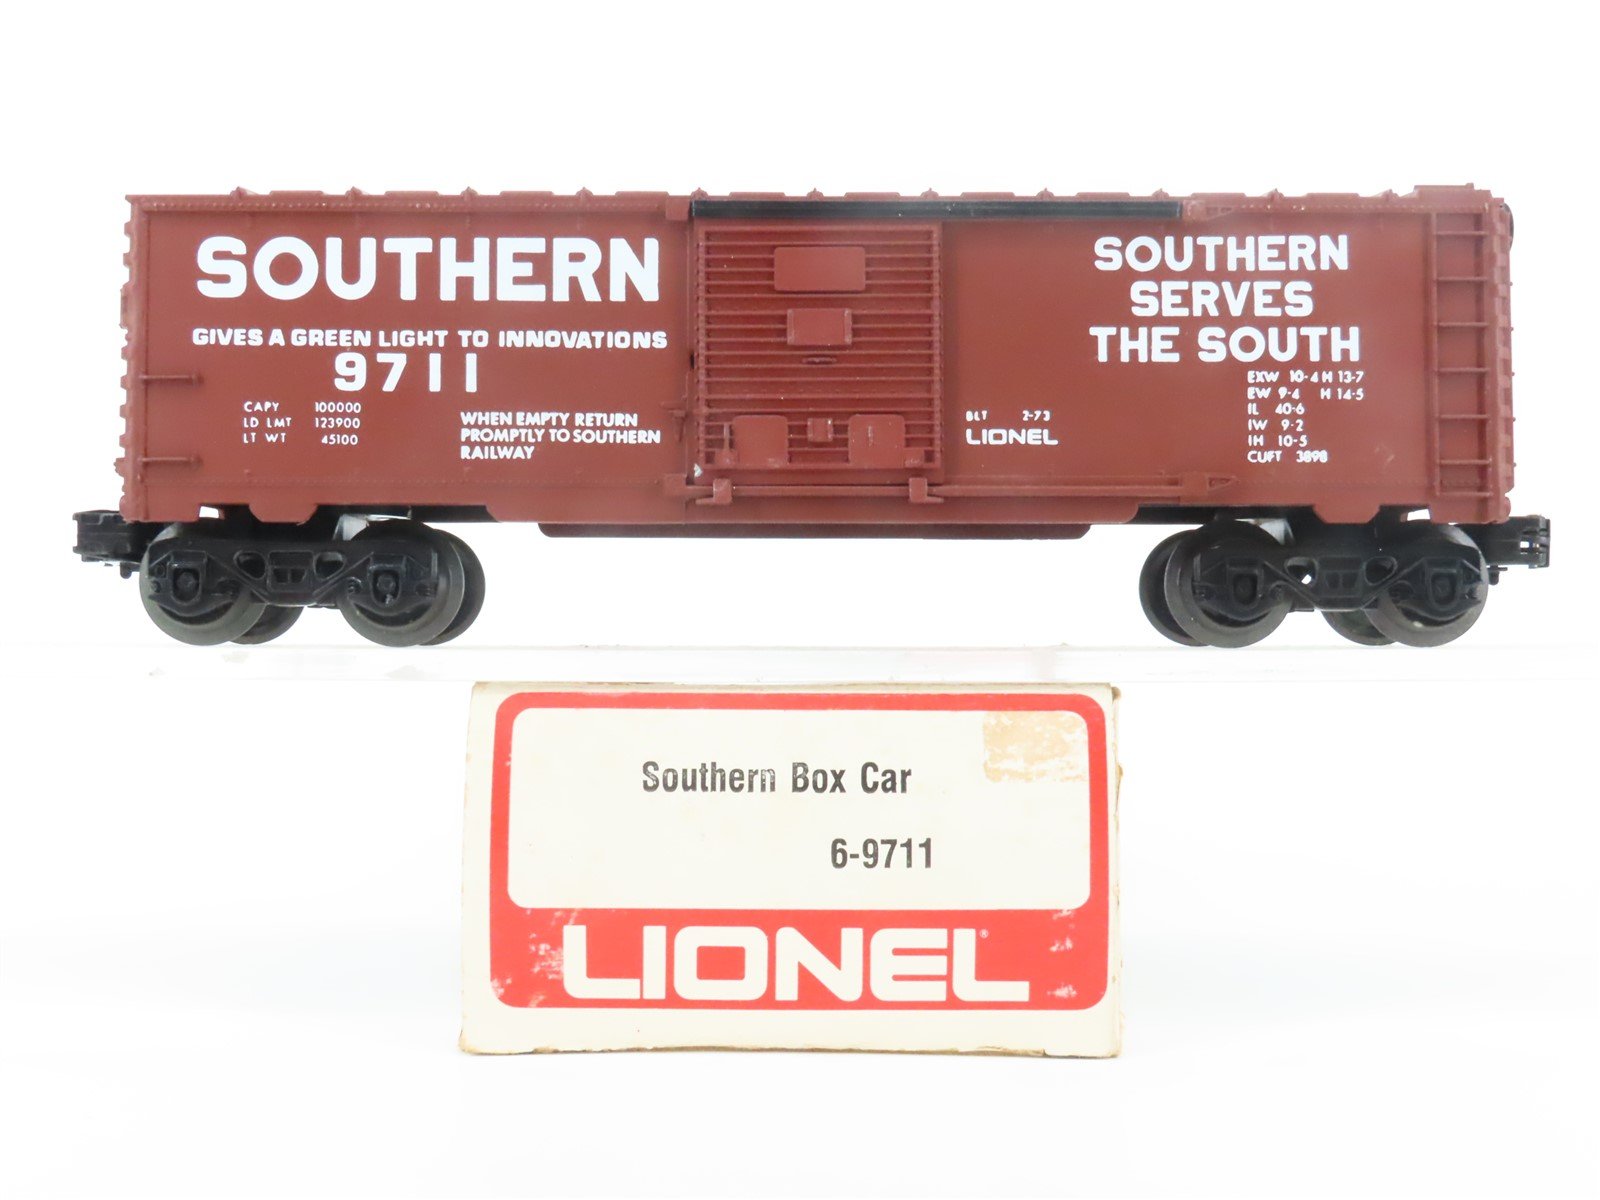 SOUTHERN
GIVES A GREEN LIGHT TO INNOVATIONS
9711
CAPY 100000
LD LMT 123900
LT WT 45100
WHEN EMPTY RETURN
PROMPTLY TO SOUTHERN
RAILWAY
BLT 2-73
LIONEL
SOUTHERN
SERVES
THE SOUTH
EXW 10-4 H 13-7
EW 9-4 H 14-5
IL 40-6
IW 9-2
IH 10-5
CUFT 3898
Southern Box Car
6-9711
LIONEL®